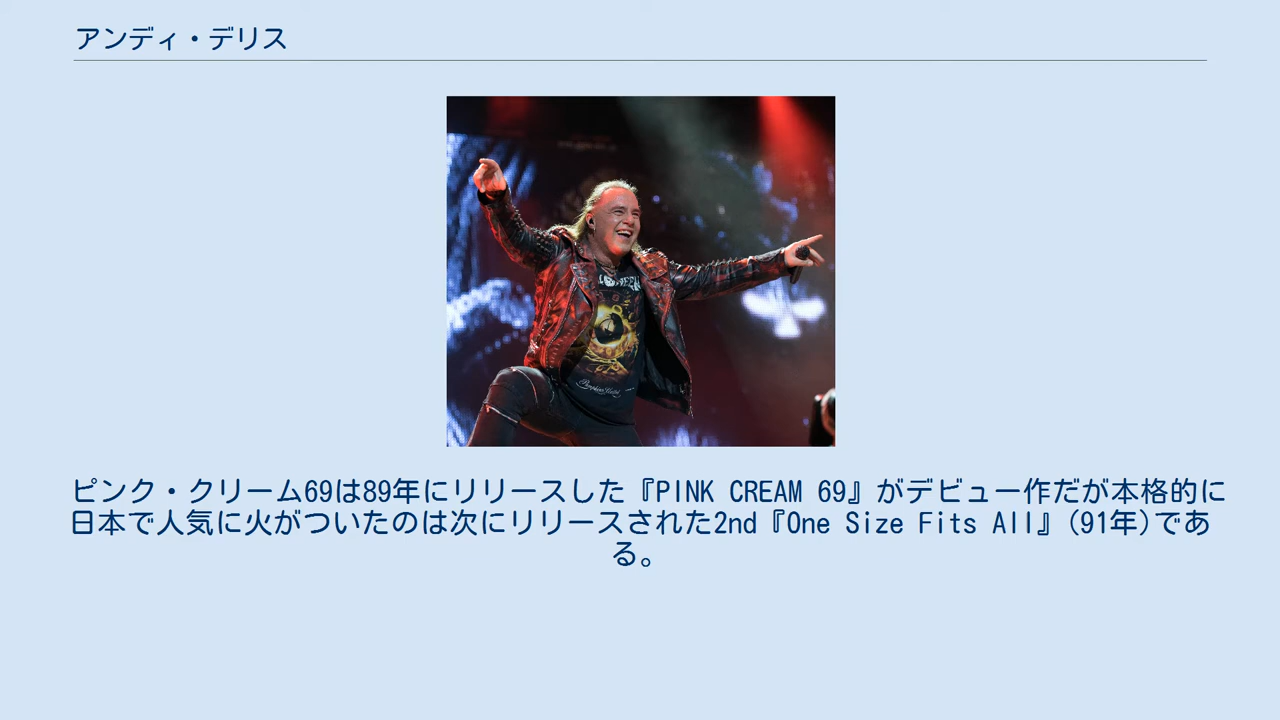 アンディ・デリス
ピンク・クリーム69は89年にリリースした『PINK CREAM 69』がデビュー作だが本格的に
日本で人気に火がついたのは次にリリースされた2nd『One Size Fits All』(91年)であ
る。